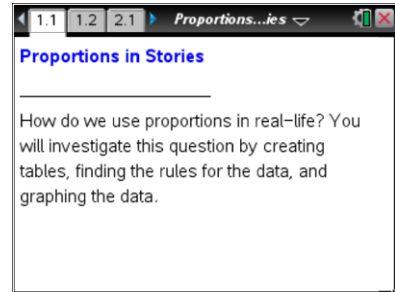 1.1 1.2 2.1 Proportions...ies
Proportions in Stories
How do we use proportions in real-life? You
will investigate this question by creating
tables, finding the rules for the data, and
graphing the data.